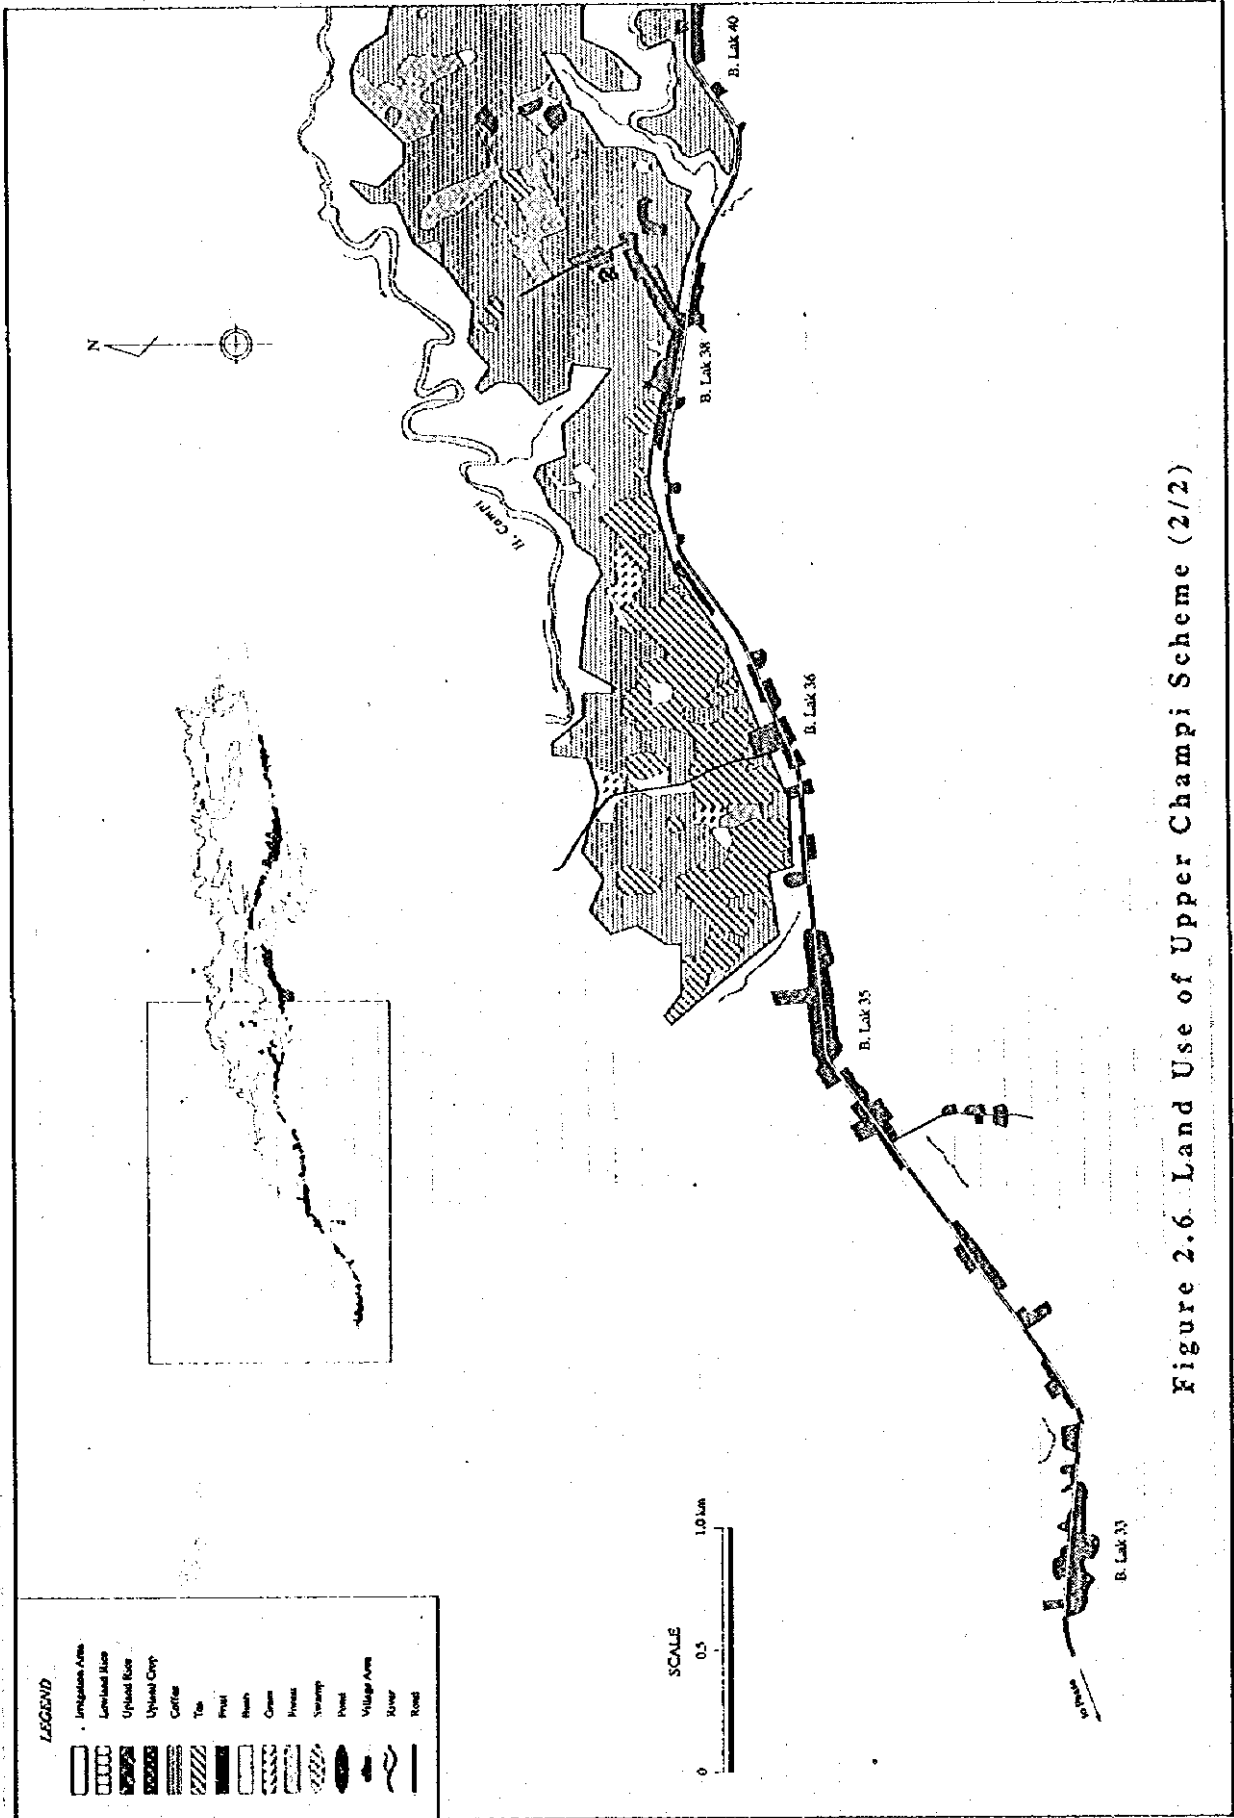 LEGEND
Irrigation Area
Lowland Rice
Upland Rice
Upland Crop
Coffee
Tea
Fruit
Bush
Grass
Forest
Swamp
Pond
Village Area
River
Road
N
H. Campi
B. Lak 40
B. Lak 38
B. Lak 36
B. Lak 35
B. Lak 33
SCALE
0 0.5 1.0 km
Figure 2.6 Land Use of Upper Champi Scheme (2/2)